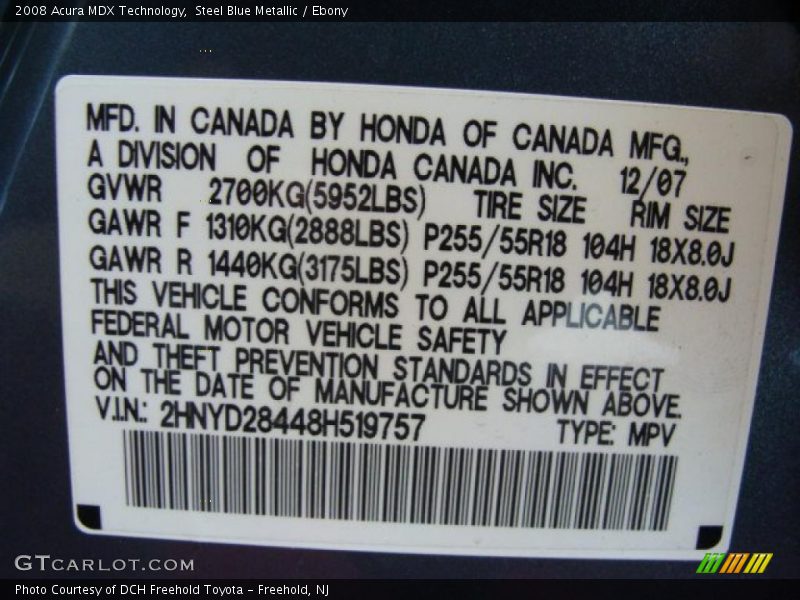 2008 Acura MDX Technology, Steel Blue Metallic / Ebony
MFD. IN CANADA BY HONDA OF CANADA MFG.,
A DIVISION OF HONDA CANADA INC. 12/07
GVWR 2700KG(5952LBS) TIRE SIZE RIM SIZE
GAWR F 1310KG(2888LBS) P255/55R18 104H 18X8.0J
GAWR R 1440KG(3175LBS) P255/55R18 104H 18X8.0J
THIS VEHICLE CONFORMS TO ALL APPLICABLE
FEDERAL MOTOR VEHICLE SAFETY
AND THEFT PREVENTION STANDARDS IN EFFECT
ON THE DATE OF MANUFACTURE SHOWN ABOVE.
V.I.N.: 2HNYD28448H519757 TYPE: MPV
GTCARLOT.COM
Photo Courtesy of DCH Freehold Toyota - Freehold, NJ